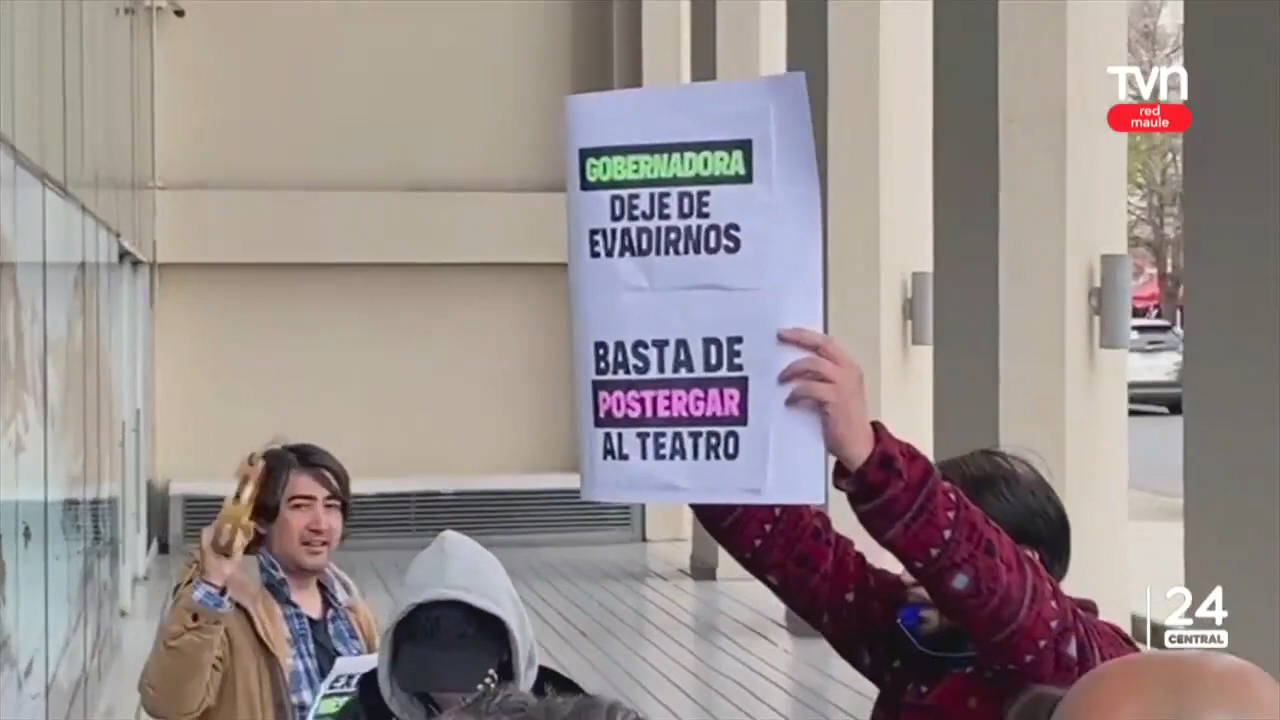 GOBERNADORA
DEJE DE
EVADIRNOS
BASTA DE
POSTERGAR
AL TEATRO
TVN
red
maule
24
CENTRAL